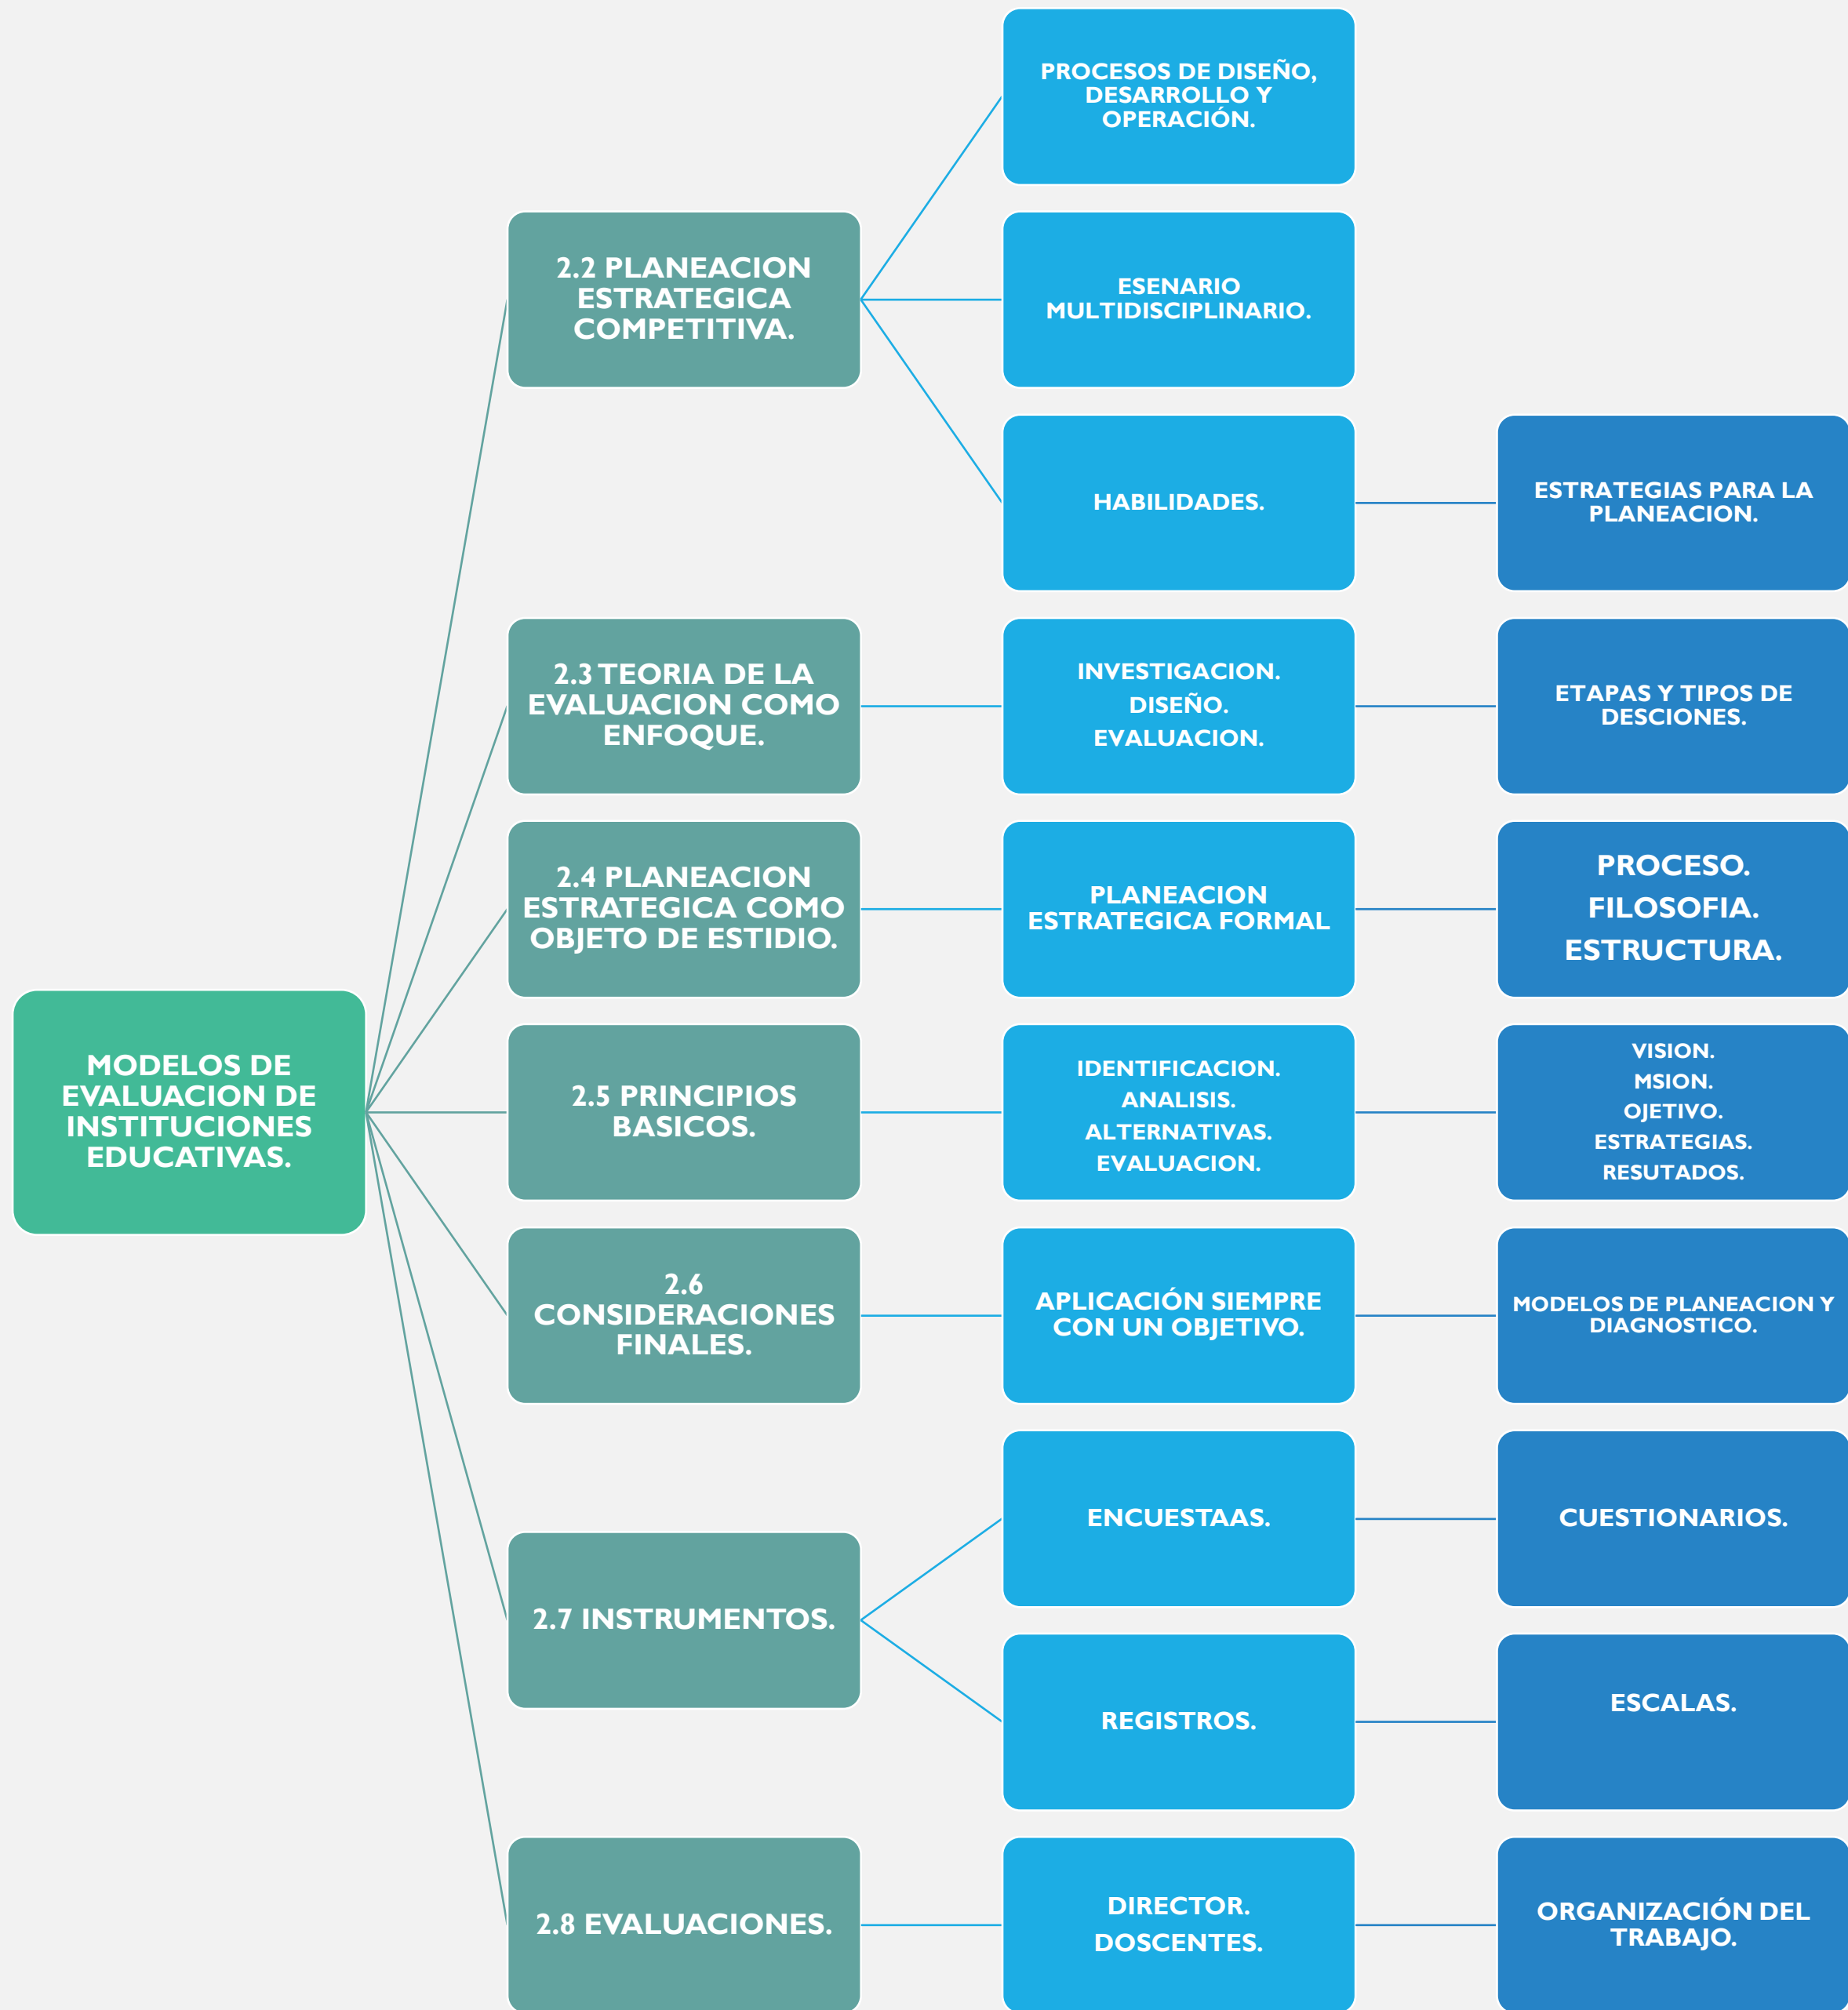 PROCESOS DE DISEÑO,
DESARROLLO Y
OPERACIÓN.
2.2 PLANEACION
ESTRATEGICA
COMPETITIVA.
ESENARIO
MULTIDISCIPLINARIO.
HABILIDADES.
ESTRATEGIAS PARA LA
PLANEACION.
2.3 TEORIA DE LA
EVALUACION COMO
ENFOQUE.
INVESTIGACION.
DISEÑO.
EVALUACION.
ETAPAS Y TIPOS DE
DESCIONES.
2.4 PLANEACION
ESTRATEGICA COMO
OBJETO DE ESTIDIO.
PLANEACION
ESTRATEGICA FORMAL
PROCESO.
FILOSOFIA.
ESTRUCTURA.
MODELOS DE
EVALUACION DE
INSTITUCIONES
EDUCATIVAS.
2.5 PRINCIPIOS
BASICOS.
IDENTIFICACION.
ANALISIS.
ALTERNATIVAS.
EVALUACION.
VISION.
MSION.
OJETIVO.
ESTRATEGIAS.
RESUTADOS.
2.6
CONSIDERACIONES
FINALES.
APLICACIÓN SIEMPRE
CON UN OBJETIVO.
MODELOS DE PLANEACION Y
DIAGNOSTICO.
2.7 INSTRUMENTOS.
ENCUESTAAS.
CUESTIONARIOS.
REGISTROS.
ESCALAS.
2.8 EVALUACIONES.
DIRECTOR.
DOSCENTES.
ORGANIZACIÓN DEL
TRABAJO.